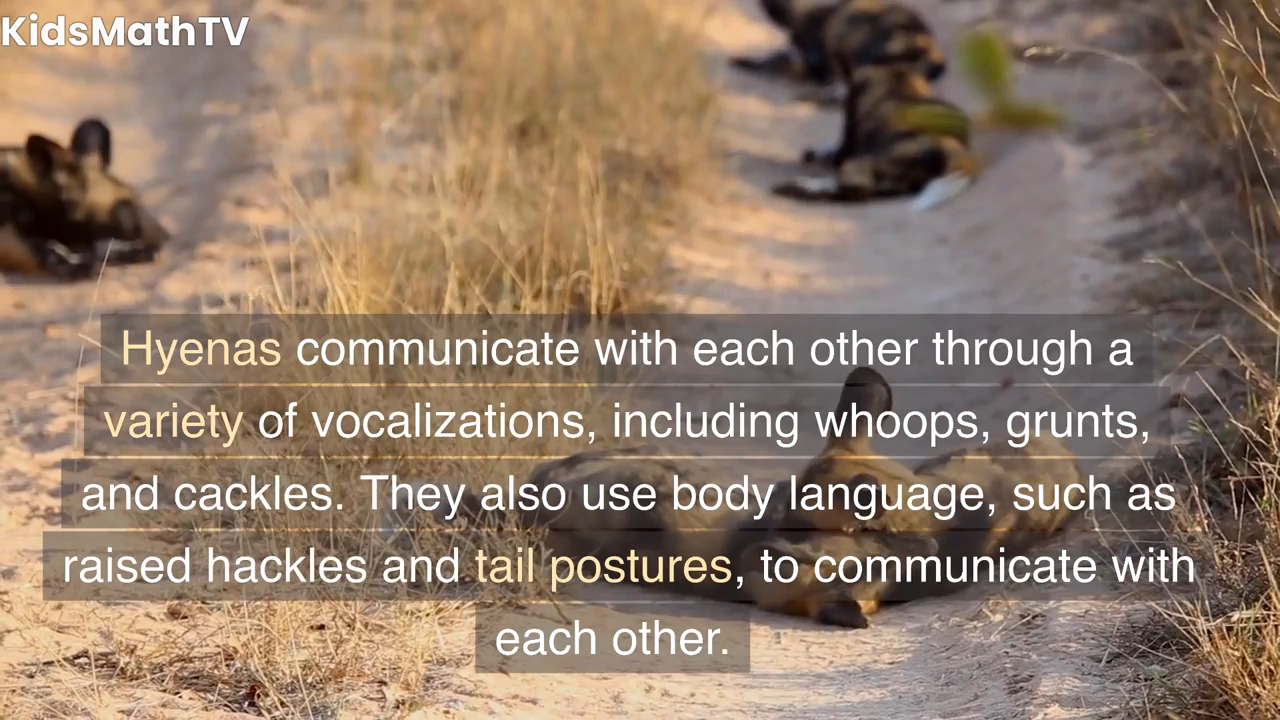 KidsMathTV
Hyenas communicate with each other through a
variety of vocalizations, including whoops, grunts,
and cackles. They also use body language, such as
raised hackles and tail postures, to communicate with
each other.